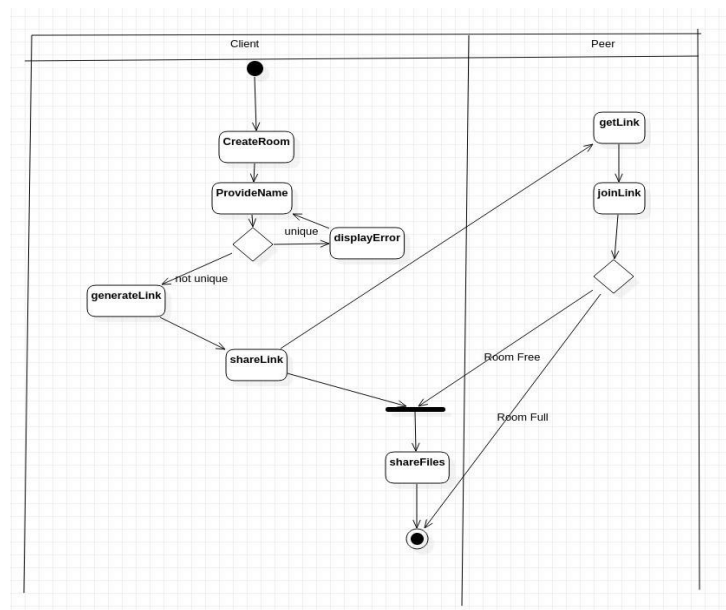 Client
Peer
getLink
CreateRoom
ProvideName
joinLink
unique
displayError
not unique
generateLink
shareLink
Room Free
Room Full
shareFiles